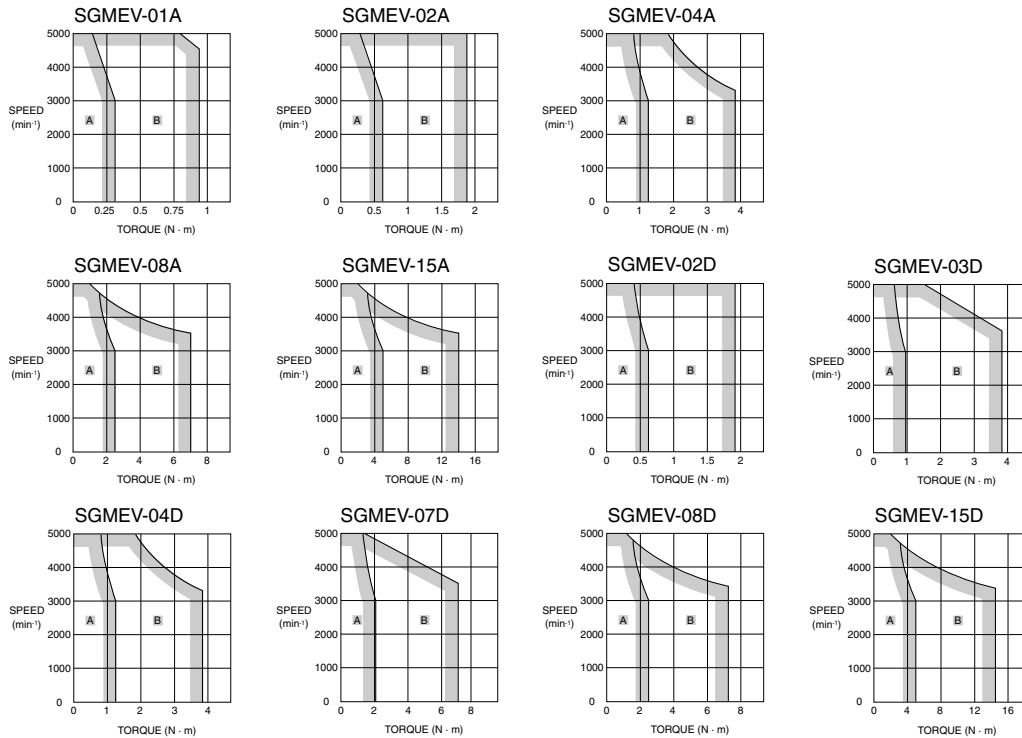 SGMEV-01A
5000
4000
3000
SPEED
(min-1)
2000
1000
0
A
B
0 0.25 0.5 0.75 1
TORQUE (N · m)
SGMEV-02A
5000
4000
3000
SPEED
(min-1)
2000
1000
0
A
B
0 0.5 1 1.5 2
TORQUE (N · m)
SGMEV-04A
5000
4000
3000
SPEED
(min-1)
2000
1000
0
A
B
0 1 2 3 4
TORQUE (N · m)
SGMEV-08A
5000
4000
SPEED
(min-1)
3000
2000
1000
0
A
B
0 2 4 6 8
TORQUE (N · m)
SGMEV-15A
5000
4000
SPEED
(min-1)
3000
2000
1000
0
A
B
0 4 8 12 16
TORQUE (N · m)
SGMEV-02D
5000
4000
SPEED
(min-1)
3000
2000
1000
0
A
B
0 0.5 1 1.5 2
TORQUE (N · m)
SGMEV-03D
5000
4000
SPEED
(min-1)
3000
2000
1000
0
A
B
0 1 2 3 4
TORQUE (N · m)
SGMEV-04D
5000
4000
3000
SPEED
(min-1)
2000
1000
0
A
B
0 1 2 3 4
TORQUE (N · m)
SGMEV-07D
5000
4000
3000
SPEED
(min-1)
2000
1000
0
A
B
0 2 4 6 8
TORQUE (N · m)
SGMEV-08D
5000
4000
3000
SPEED
(min-1)
2000
1000
0
A
B
0 2 4 6 8
TORQUE (N · m)
SGMEV-15D
5000
4000
3000
SPEED
(min-1)
2000
1000
0
A
B
0 4 8 12 16
TORQUE (N · m)